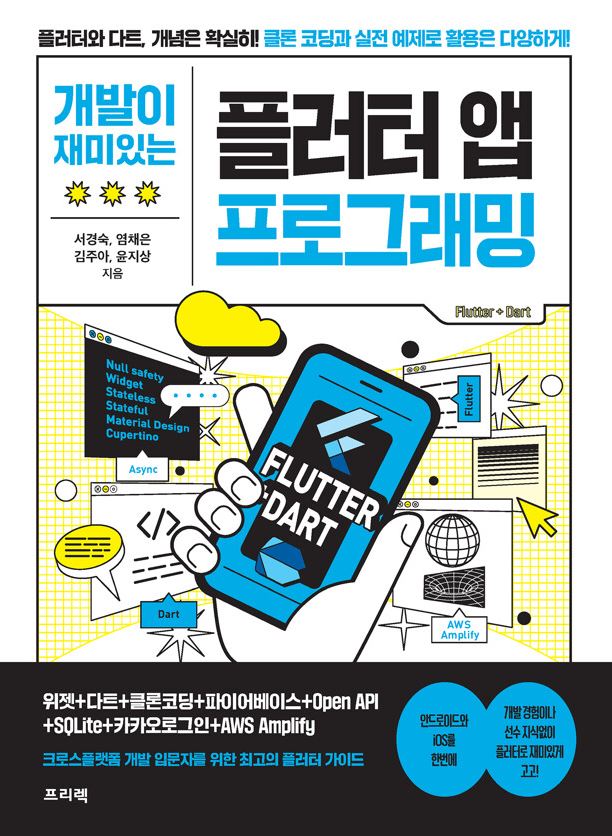 플러터와 다트, 개념은 확실히! 클론 코딩과 실전 예제로 활용은 다양하게!
개발이
재미있는
플러터 앱
프로그래밍
서경숙, 염채은
김주아, 윤지상
지음
Flutter + Dart
Null safety
Widget
Stateless
Stateful
Material Design
Cupertino
Async
Flutter
FLUTTER
DART
</>
Dart
AWS
Amplify
위젯+다트+클론코딩+파이어베이스+Open API
+SQLite+카카오로그인+AWS Amplify
크로스플랫폼 개발 입문자를 위한 최고의 플러터 가이드
안드로이드와
iOS를
한번에
개발 경험이나
선수 지식없이
플러터로 재미있게
고고!
프리렉